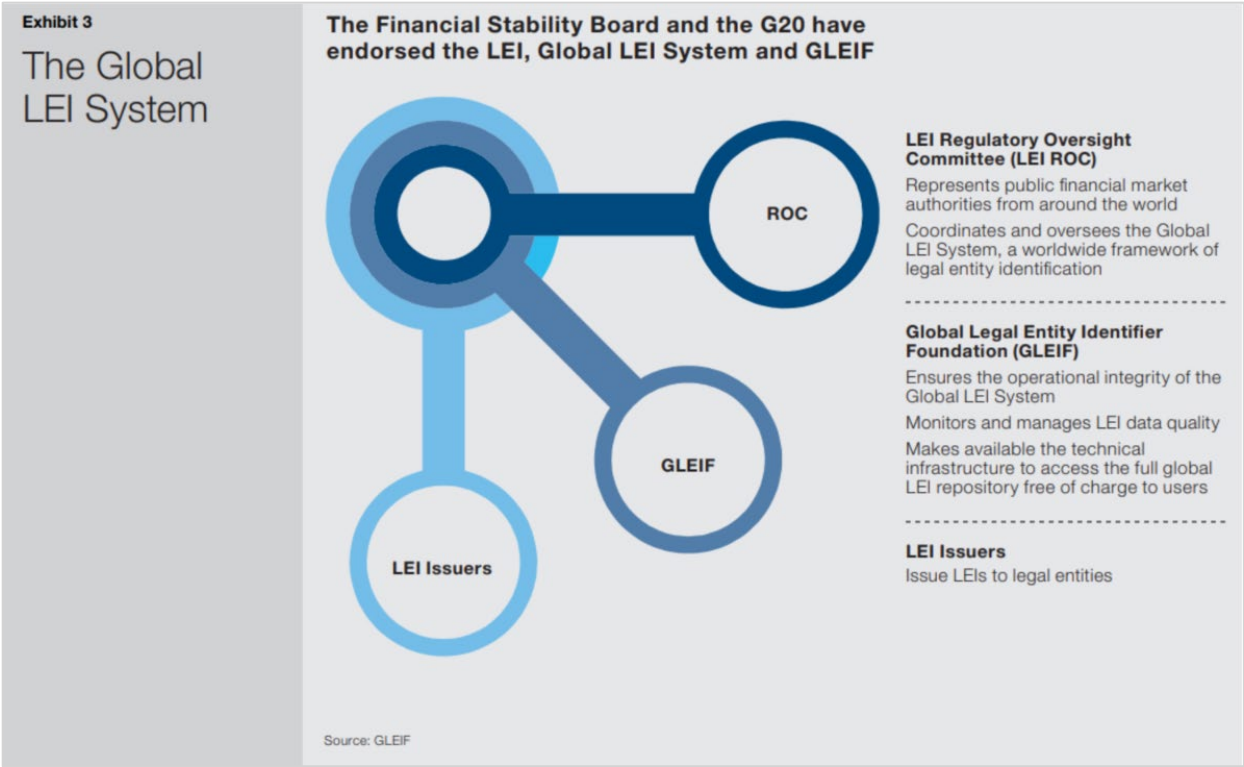 Exhibit 3
The Global
LEI System
The Financial Stability Board and the G20 have
endorsed the LEI, Global LEI System and GLEIF
ROC
GLEIF
LEI Issuers
LEI Regulatory Oversight
Committee (LEI ROC)
Represents public financial market
authorities from around the world
Coordinates and oversees the Global
LEI System, a worldwide framework of
legal entity identification
Global Legal Entity Identifier
Foundation (GLEIF)
Ensures the operational integrity of the
Global LEI System
Monitors and manages LEI data quality
Makes available the technical
infrastructure to access the full global
LEI repository free of charge to users
LEI Issuers
Issue LEIs to legal entities
Source: GLEIF